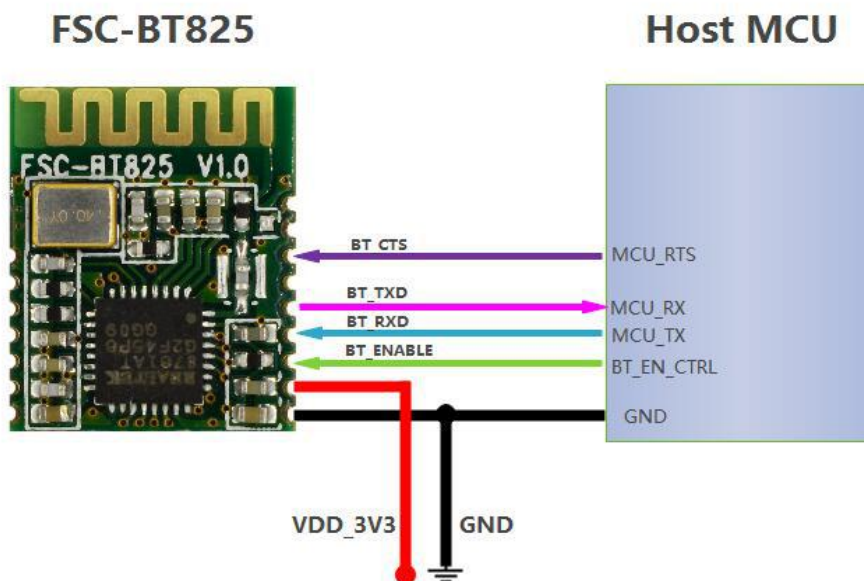 FSC-BT825
Host MCU
FSC-BT825 V1.0
BT_CTS
MCU_RTS
BT_TXD
MCU_RX
BT_RXD
MCU_TX
BT_ENABLE
BT_EN_CTRL
GND
VDD_3V3
GND